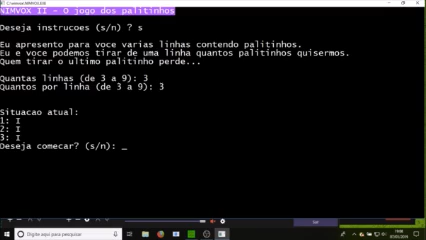 NIMVOX II - O jogo dos palitinhos
Deseja instrucoes (s/n) ? s
Eu apresento para voce varias linhas contendo palitinhos.
Eu e voce podemos tirar de uma linha quantos palitinhos quisermos.
Quem tirar o ultimo palitinho perde...
Quantas linhas (de 3 a 9): 3
Quantos por linha (de 3 a 9): 3
Situacao atual:
1: I
2: I
3: I
Deseja comecar? (s/n): _
Digite aqui para pesquisar